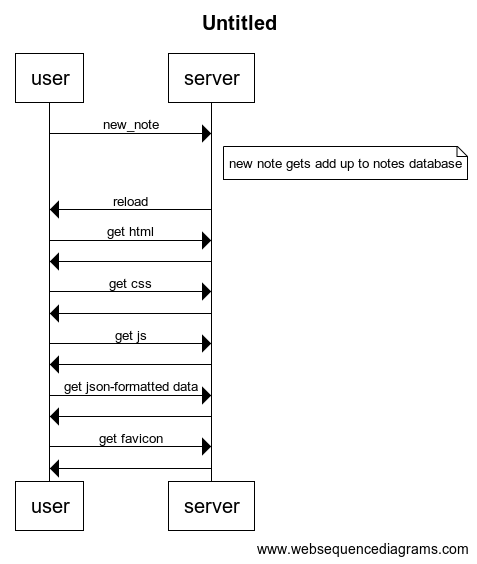 Untitled
user
server
new_note
new note gets add up to notes database
reload
get html
get css
get js
get json-formatted data
get favicon
user
server
www.websequencediagrams.com